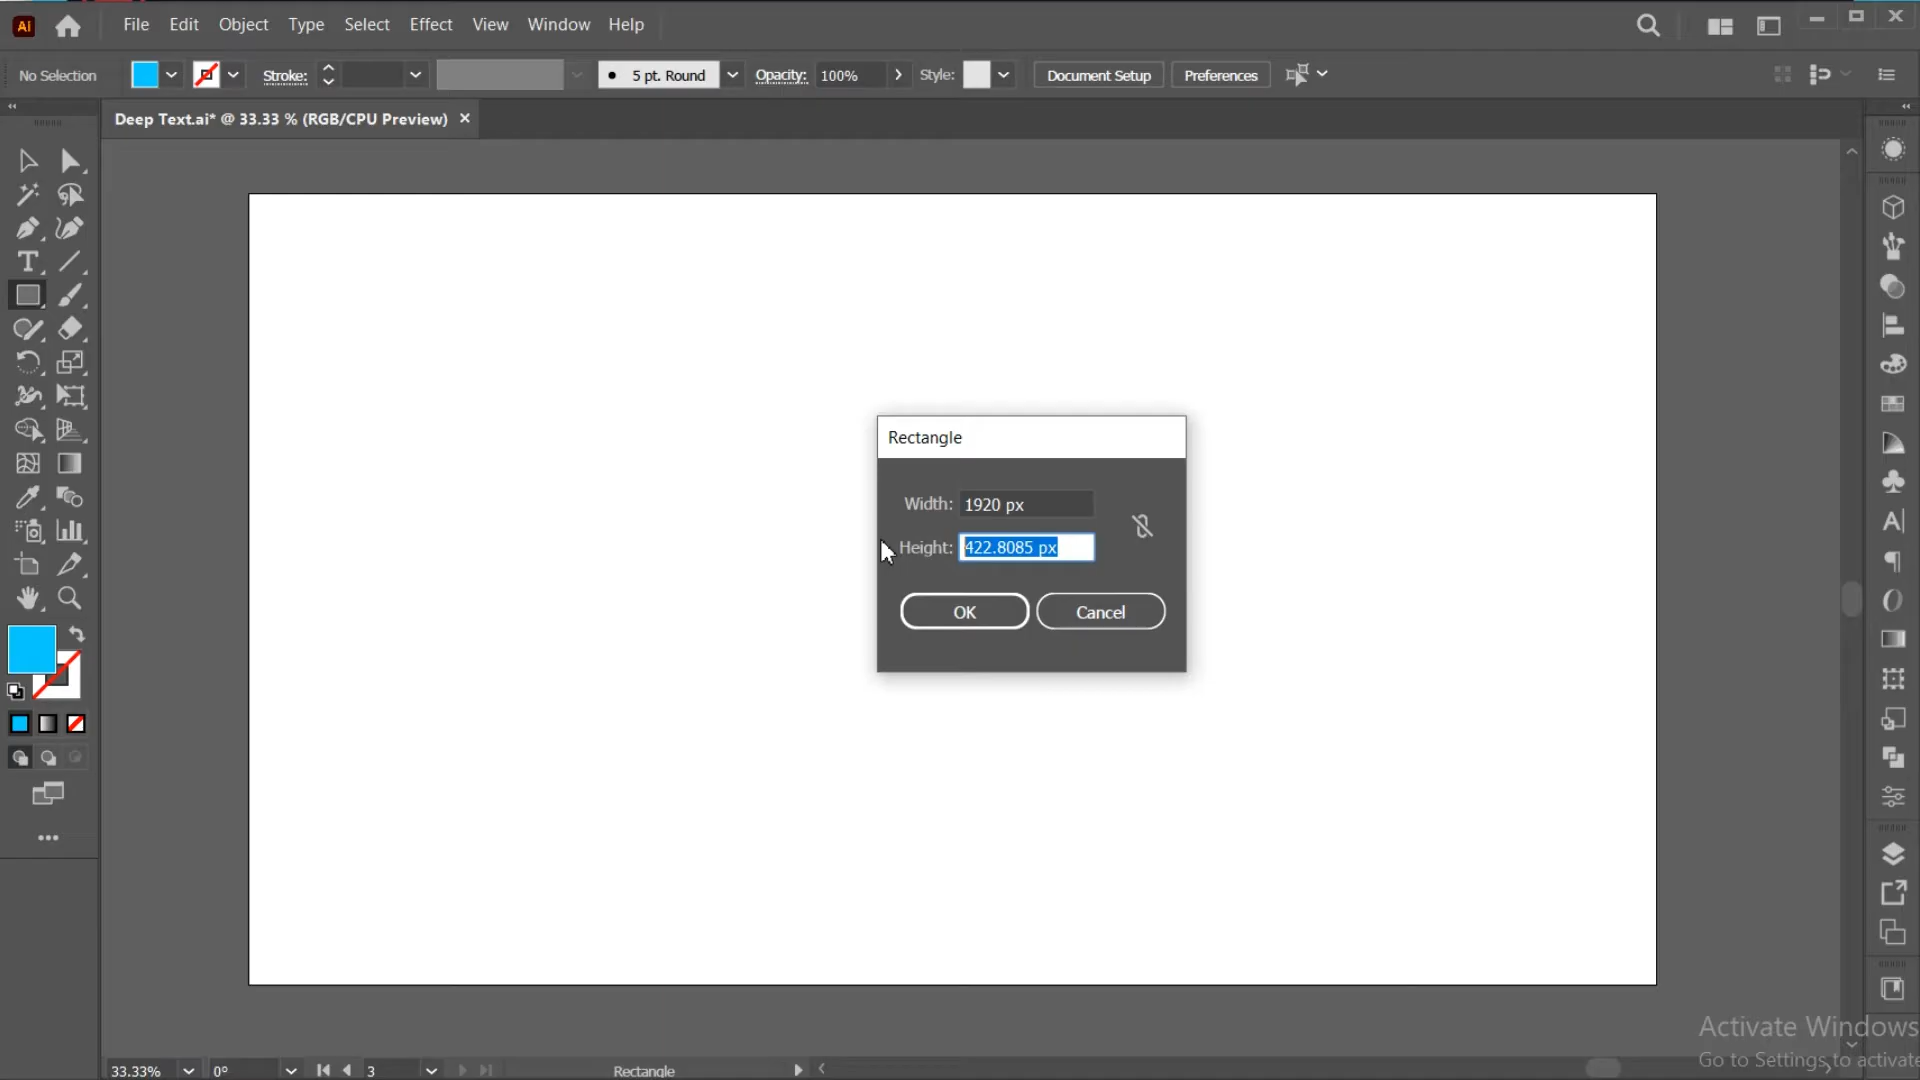 Ai File Edit Object Type Select Effect View Window Help
No Selection Stroke: 5 pt. Round Opacity: 100% Style: Document Setup Preferences
Deep Text.ai* @ 33.33 % (RGB/CPU Preview) ×
Rectangle
Width: 1920 px
Height: 422.8085 px
OK Cancel
Activate Windows
Go to Settings to activate
33.33% 0° 3 Rectangle